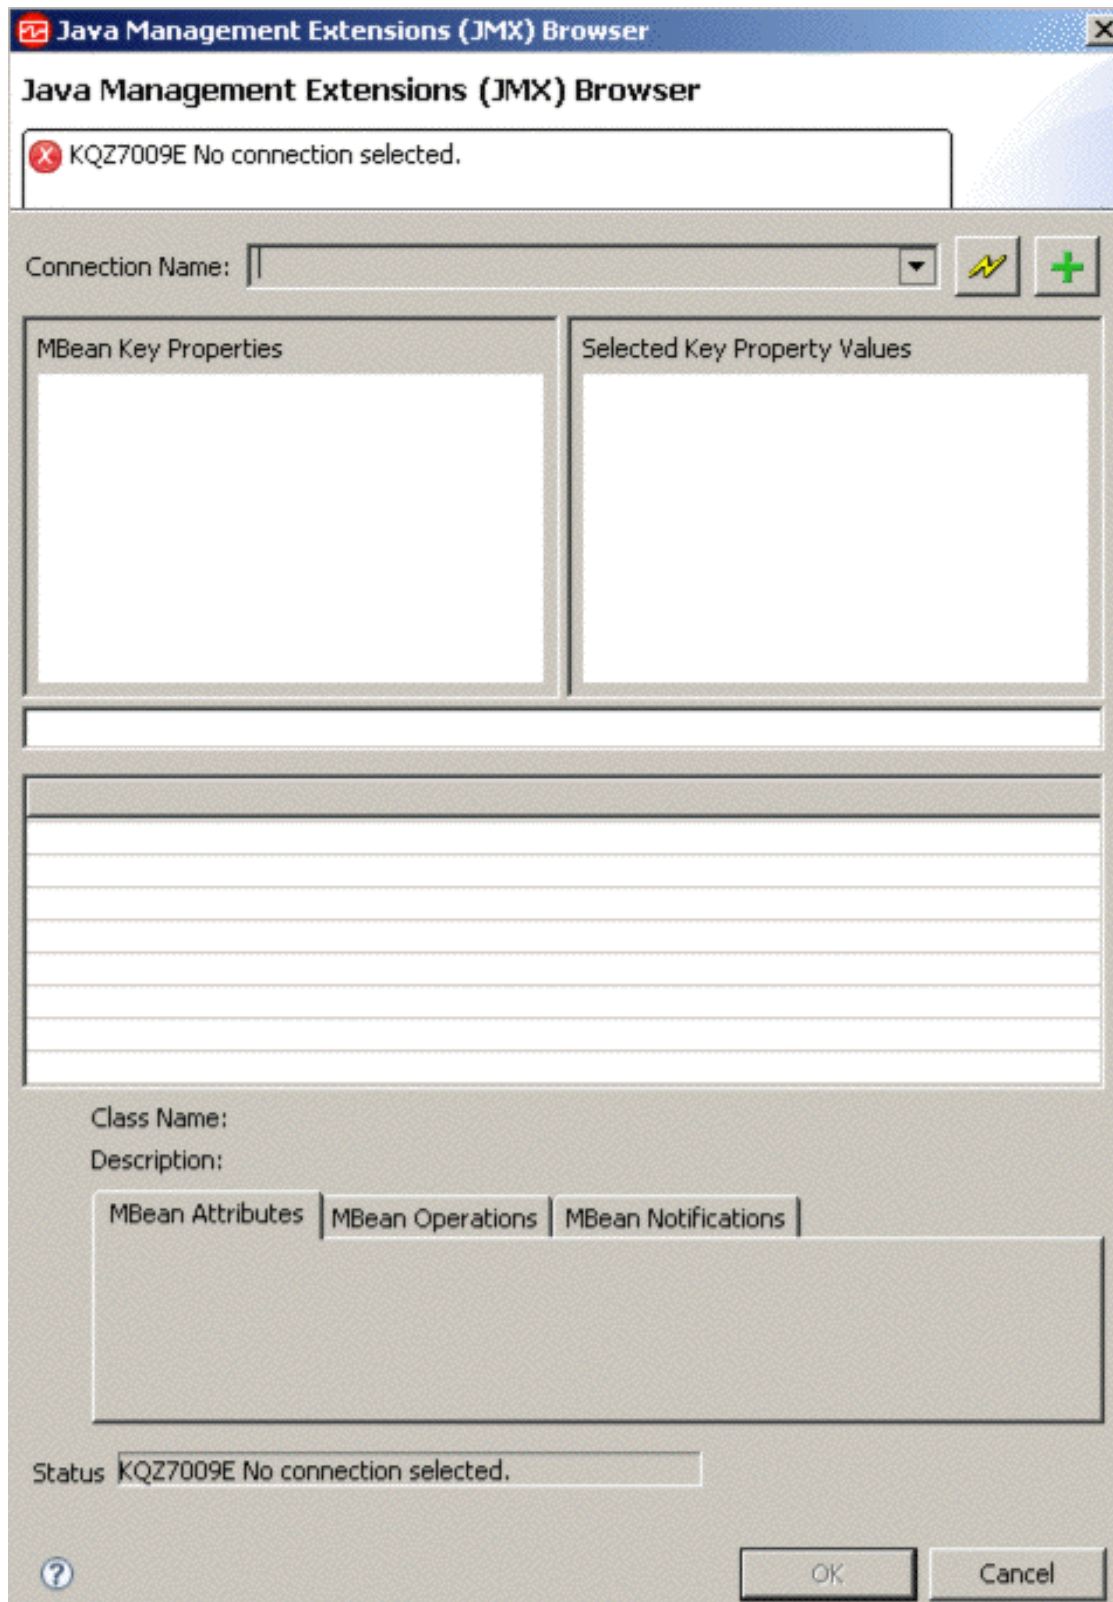 Java Management Extensions (JMX) Browser
Java Management Extensions (JMX) Browser
KQZ7009E No connection selected.
Connection Name:
MBean Key Properties
Selected Key Property Values
Class Name:
Description:
MBean Attributes
MBean Operations
MBean Notifications
Status KQZ7009E No connection selected.
?
OK
Cancel